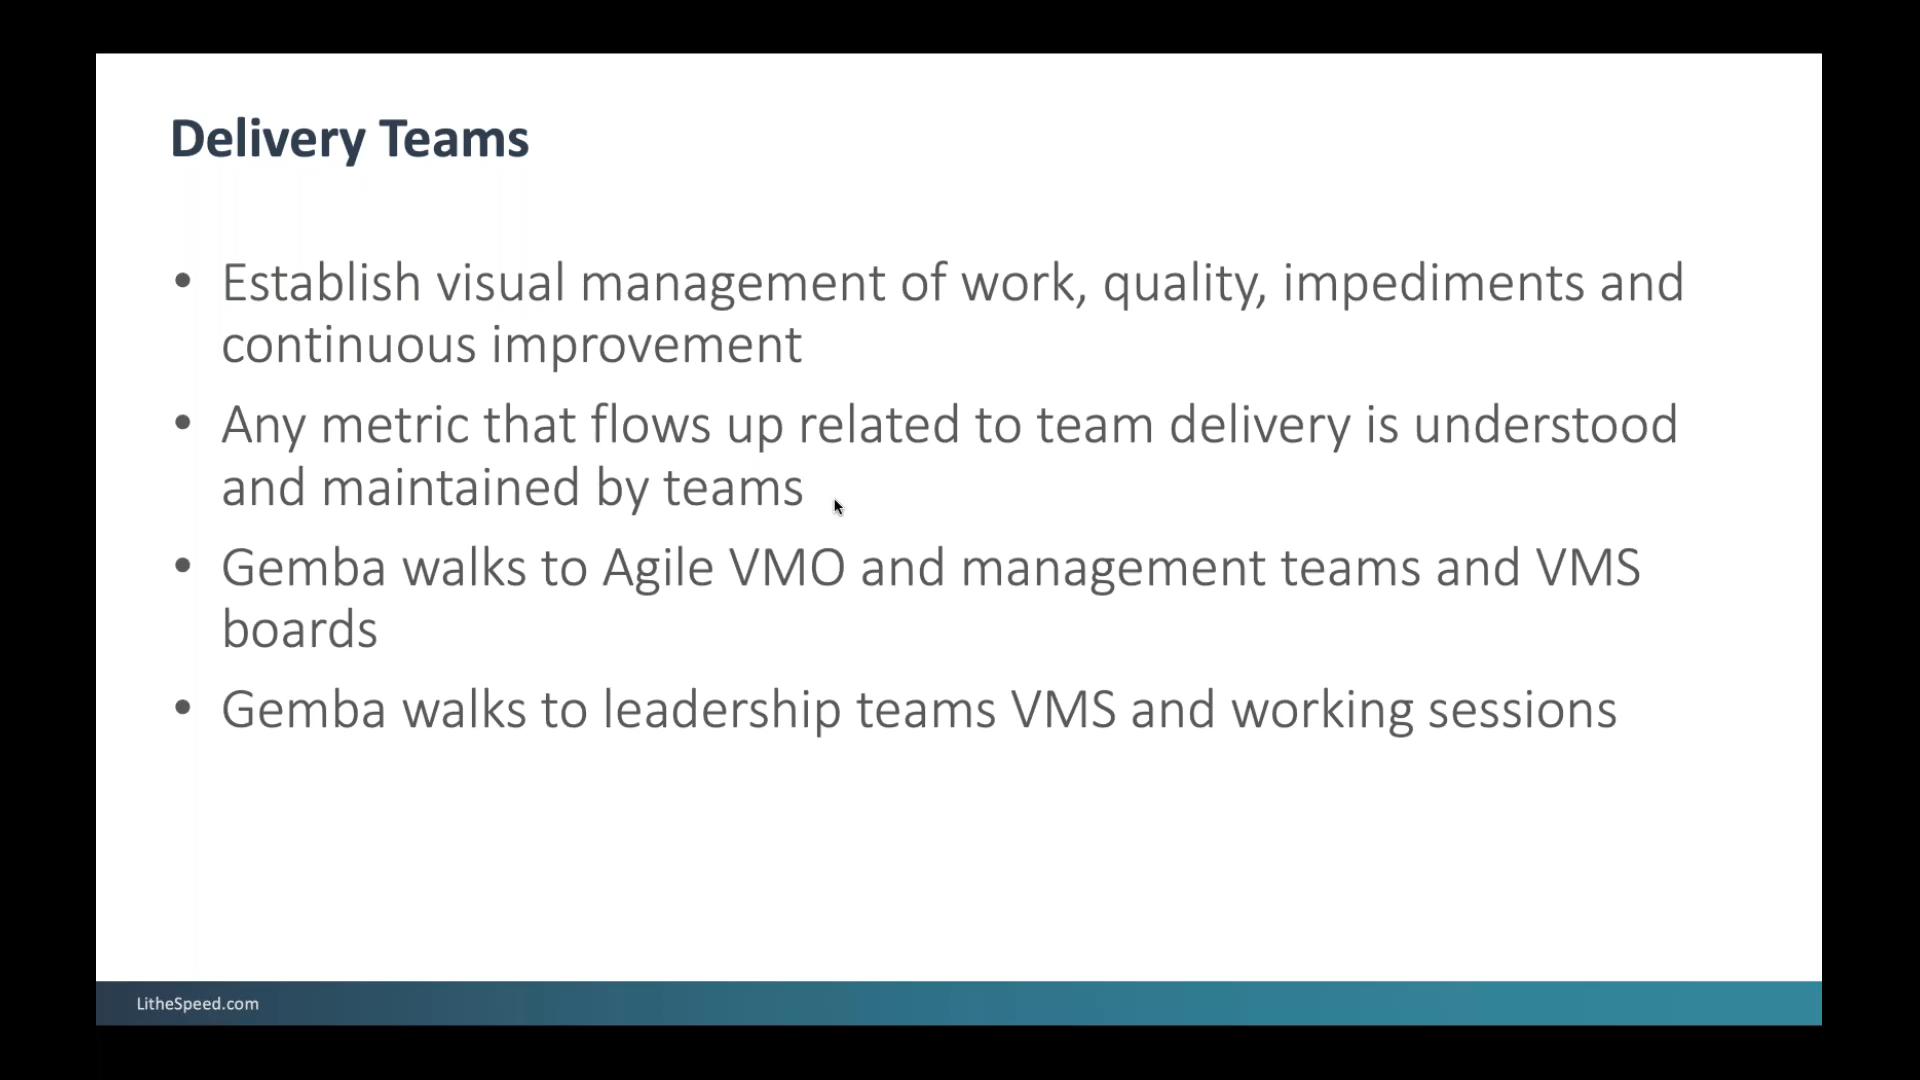 Delivery Teams
• Establish visual management of work, quality, impediments and
continuous improvement
• Any metric that flows up related to team delivery is understood
and maintained by teams
• Gemba walks to Agile VMO and management teams and VMS
boards
• Gemba walks to leadership teams VMS and working sessions
LitheSpeed.com